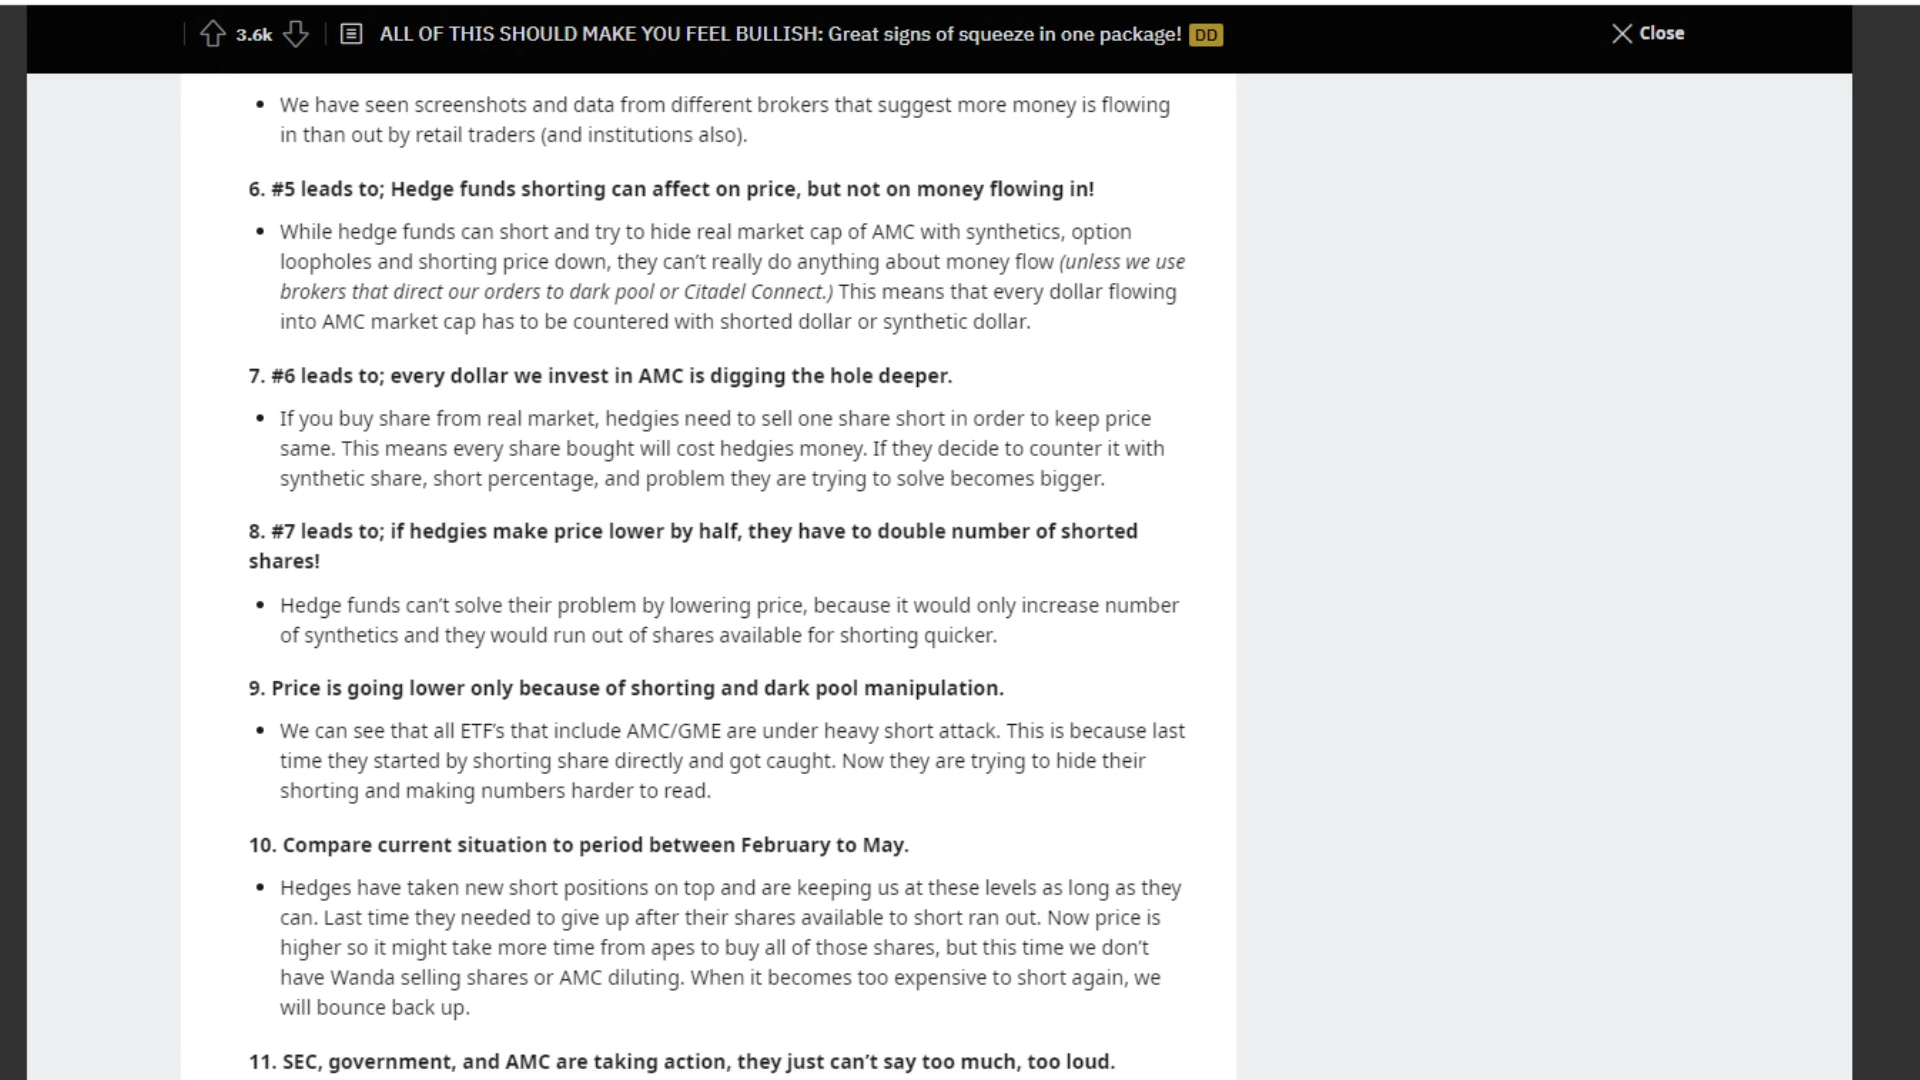 3.6k ALL OF THIS SHOULD MAKE YOU FEEL BULLISH: Great signs of squeeze in one package! DD Close
• We have seen screenshots and data from different brokers that suggest more money is flowing
in than out by retail traders (and institutions also).
6. #5 leads to; Hedge funds shorting can affect on price, but not on money flowing in!
• While hedge funds can short and try to hide real market cap of AMC with synthetics, option
loopholes and shorting price down, they can’t really do anything about money flow (unless we use
brokers that direct our orders to dark pool or Citadel Connect.) This means that every dollar flowing
into AMC market cap has to be countered with shorted dollar or synthetic dollar.
7. #6 leads to; every dollar we invest in AMC is digging the hole deeper.
• If you buy share from real market, hedgies need to sell one share short in order to keep price
same. This means every share bought will cost hedgies money. If they decide to counter it with
synthetic share, short percentage, and problem they are trying to solve becomes bigger.
8. #7 leads to; if hedgies make price lower by half, they have to double number of shorted
shares!
• Hedge funds can’t solve their problem by lowering price, because it would only increase number
of synthetics and they would run out of shares available for shorting quicker.
9. Price is going lower only because of shorting and dark pool manipulation.
• We can see that all ETF’s that include AMC/GME are under heavy short attack. This is because last
time they started by shorting share directly and got caught. Now they are trying to hide their
shorting and making numbers harder to read.
10. Compare current situation to period between February to May.
• Hedges have taken new short positions on top and are keeping us at these levels as long as they
can. Last time they needed to give up after their shares available to short ran out. Now price is
higher so it might take more time from apes to buy all of those shares, but this time we don’t
have Wanda selling shares or AMC diluting. When it becomes too expensive to short again, we
will bounce back up.
11. SEC, government, and AMC are taking action, they just can’t say too much, too loud.